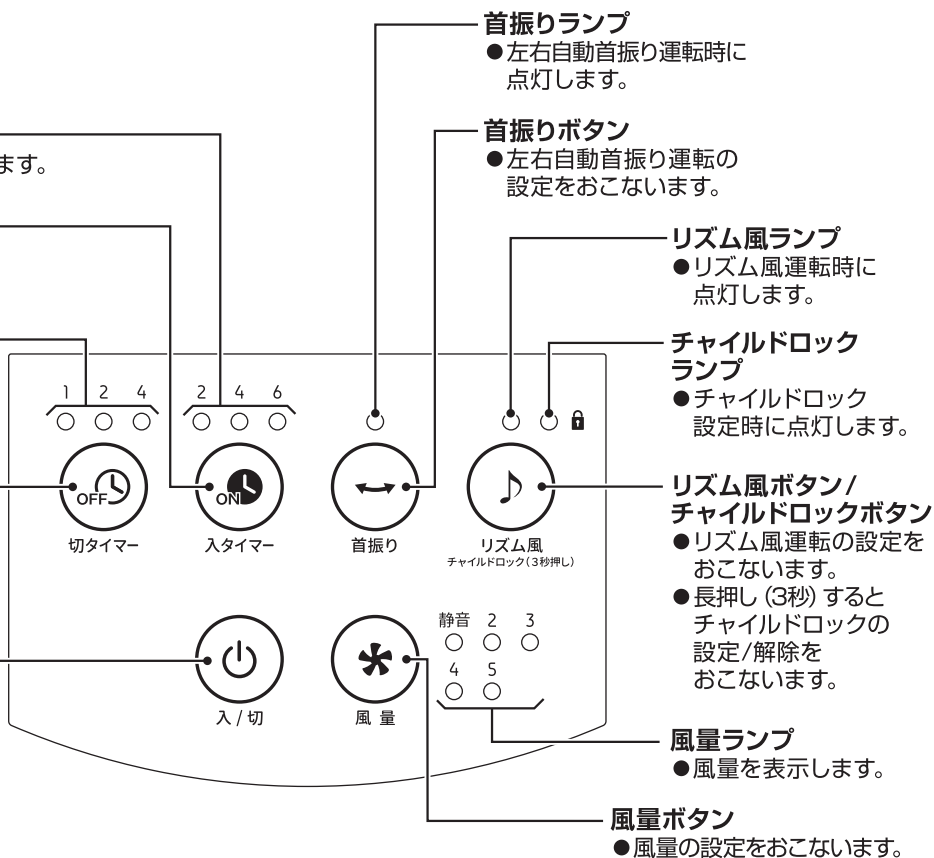 首振りランプ
●左右自動首振り運転時に
点灯します。
首振りボタン
●左右自動首振り運転の
設定をおこないます。
ます。
リズム風ランプ
●リズム風運転時に
点灯します。
チャイルドロック
ランプ
●チャイルドロック
設定時に点灯します。
1 2 4
2 4 6
OFF
ON
切タイマー
入タイマー
首振り
リズム風
チャイルドロック(3秒押し)
リズム風ボタン/
チャイルドロックボタン
●リズム風運転の設定を
おこないます。
●長押し(3秒)すると
チャイルドロックの
設定/解除を
おこないます。
静音 2 3
4 5
入/切
風量
風量ランプ
●風量を表示します。
風量ボタン
●風量の設定をおこないます。